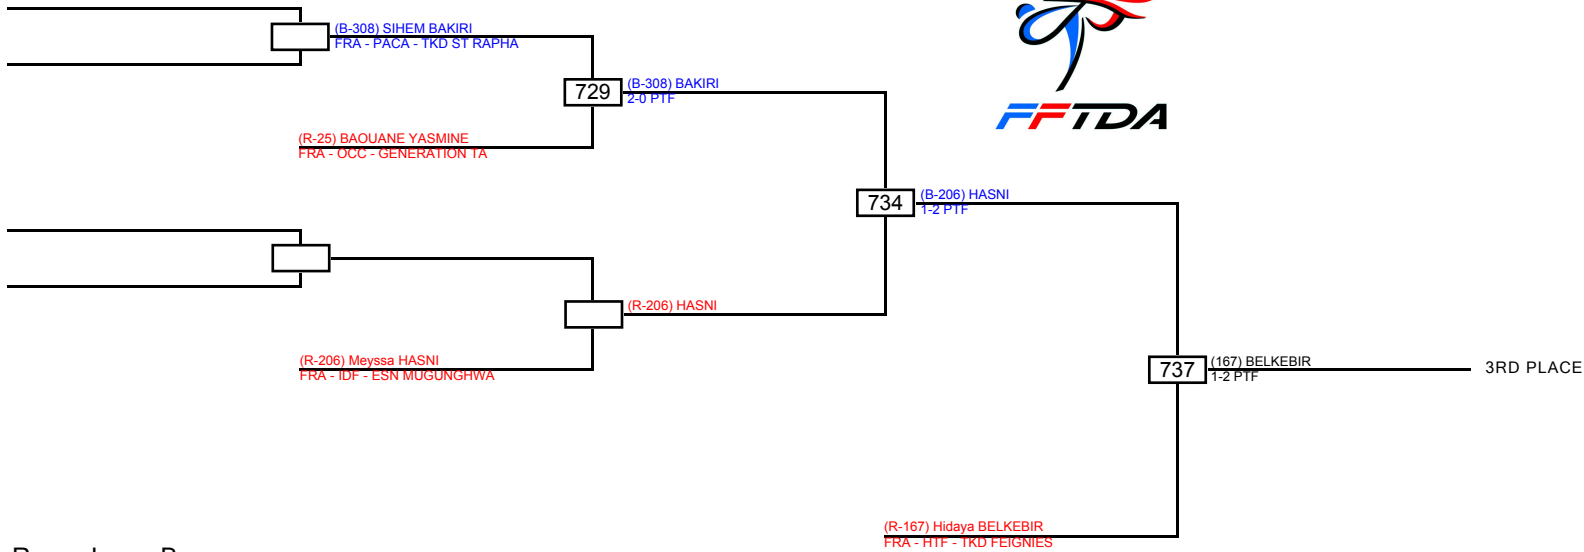 (B-308) SIHEM BAKIRI
FRA - PACA - TKD ST RAPHA
729
(B-308) BAKIRI
2-0 PTF
FFTDA
(R-25) BAOUANE YASMINE
FRA - OCC - GENERATION TA
734
(B-206) HASNI
1-2 PTF
(R-206) HASNI
(R-206) Meyssa HASNI
FRA - IDF - ESN MUGUNGHWA
737
(167) BELKEBIR
1-2 PTF
3RD PLACE
(R-167) Hidaya BELKEBIR
FRA - HTF - TKD FEIGNIES